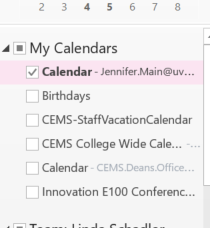 2 3 4 5 6 7 8
My Calendars
Calendar - Jennifer.Main@uv...
Birthdays
CEMS-StaffVacationCalendar
CEMS College Wide Cale... -...
Calendar - CEMS.Deans.Office...
Innovation E100 Conferenc...
Team: Linda Schadler